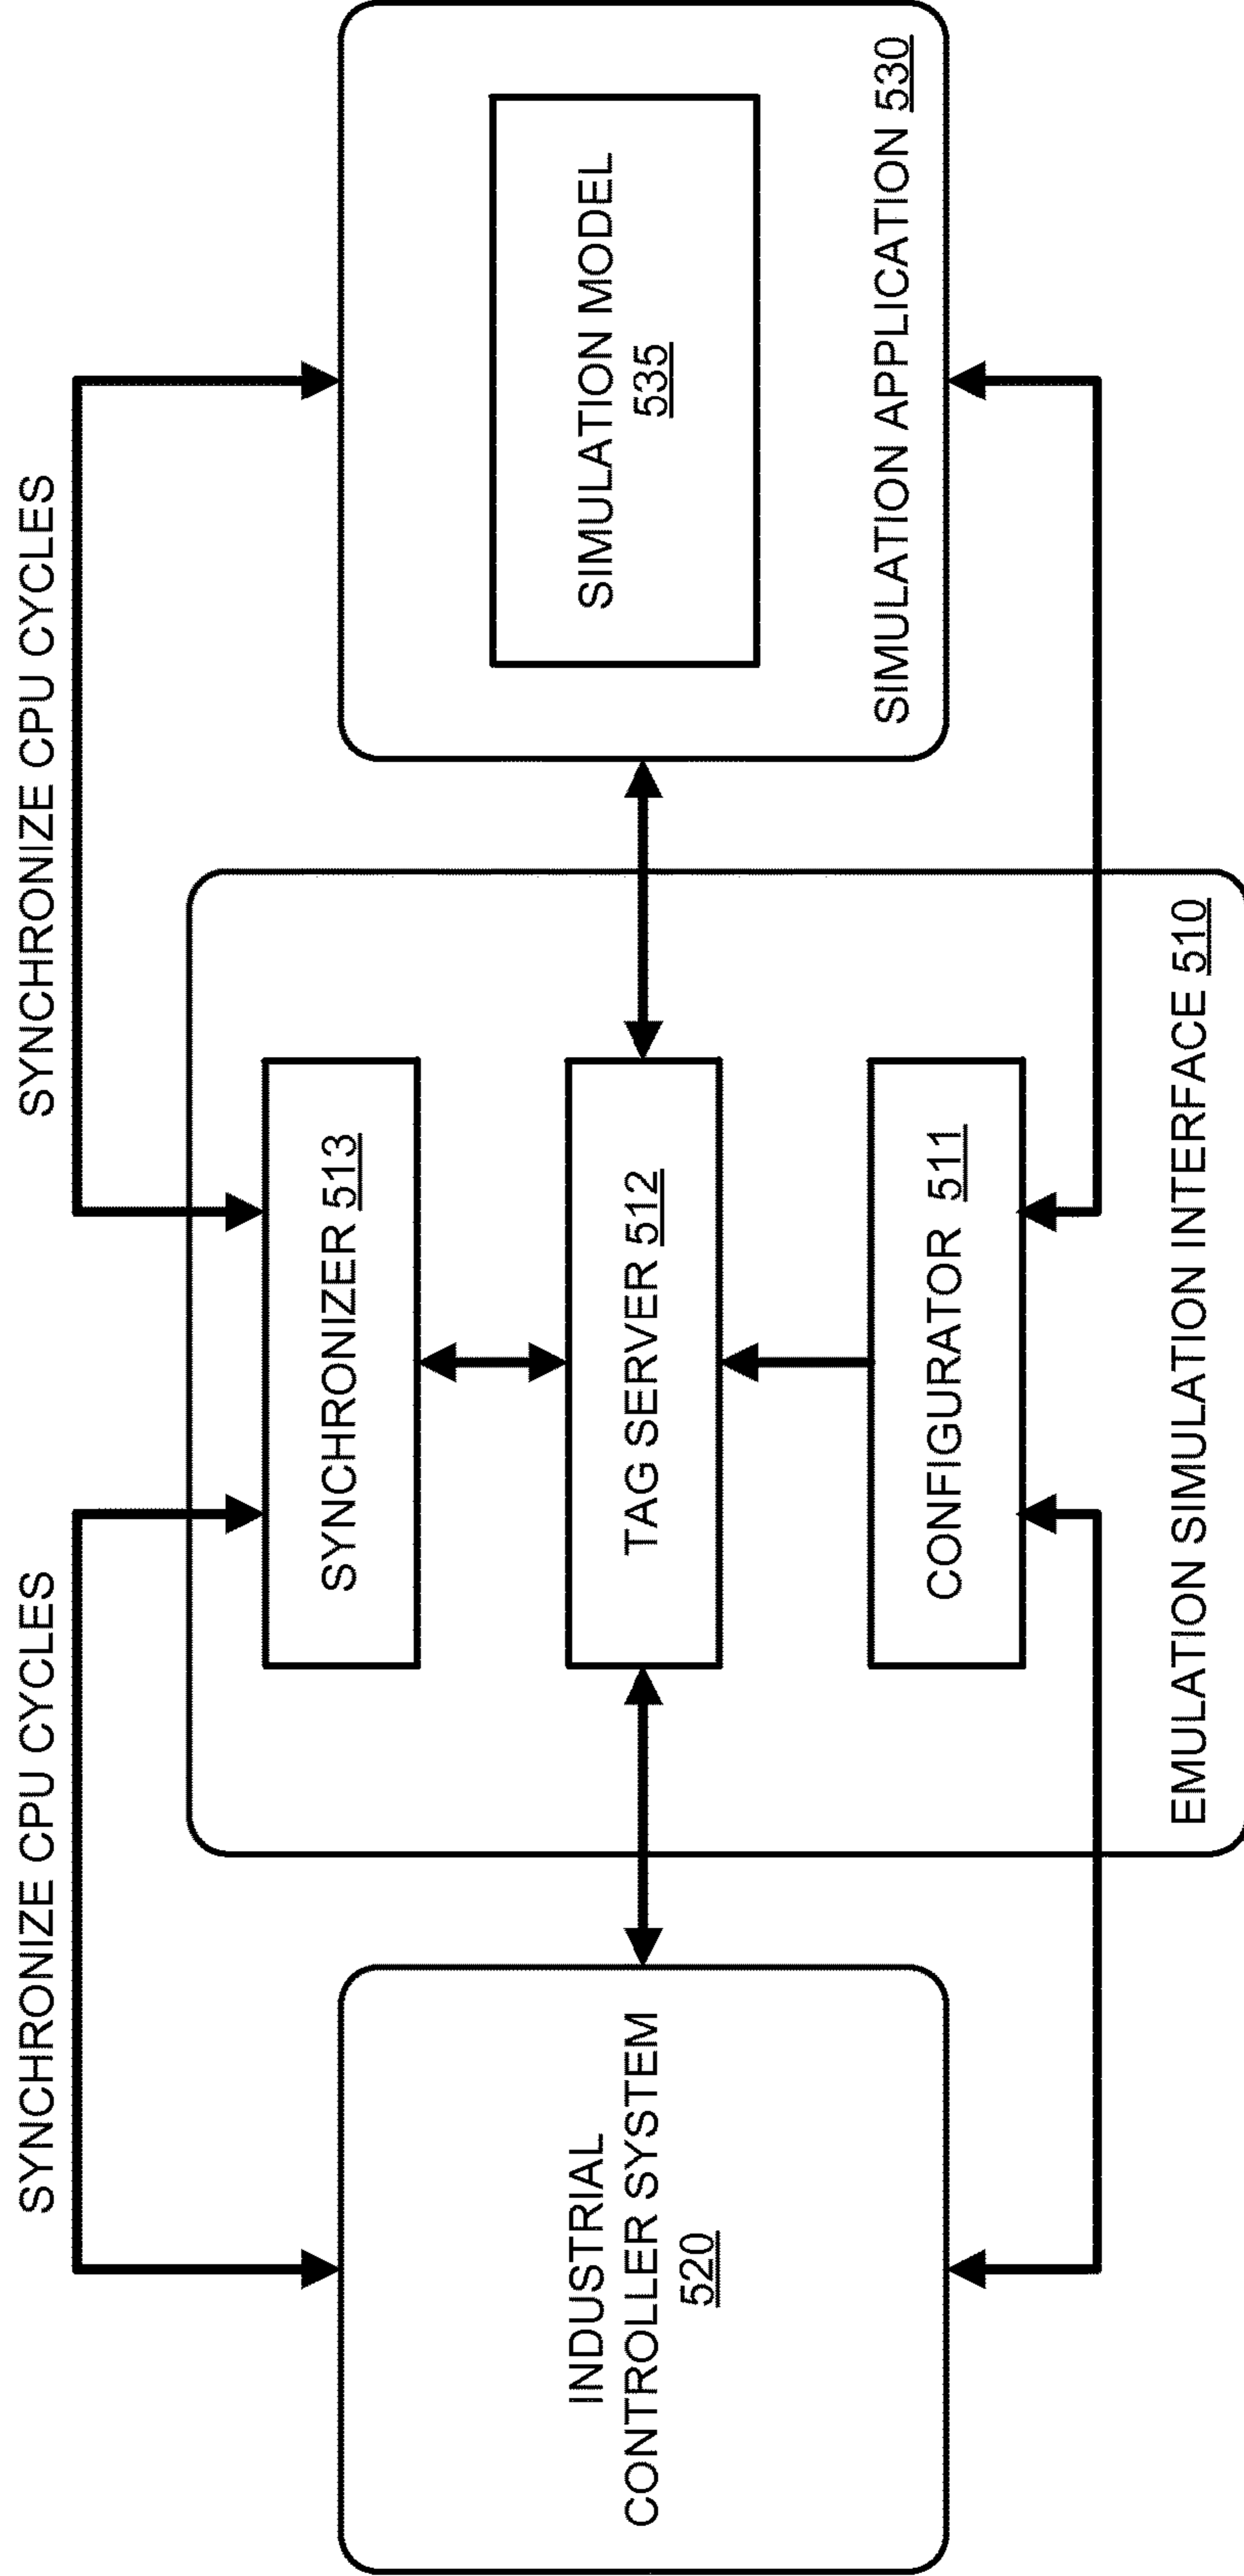 SYNCHRONIZE CPU CYCLES
SYNCHRONIZE CPU CYCLES
INDUSTRIAL
CONTROLLER SYSTEM
520
SYNCHRONIZER 513
TAG SERVER 512
CONFIGURATOR 511
EMULATION SIMULATION INTERFACE 510
SIMULATION MODEL
535
SIMULATION APPLICATION 530